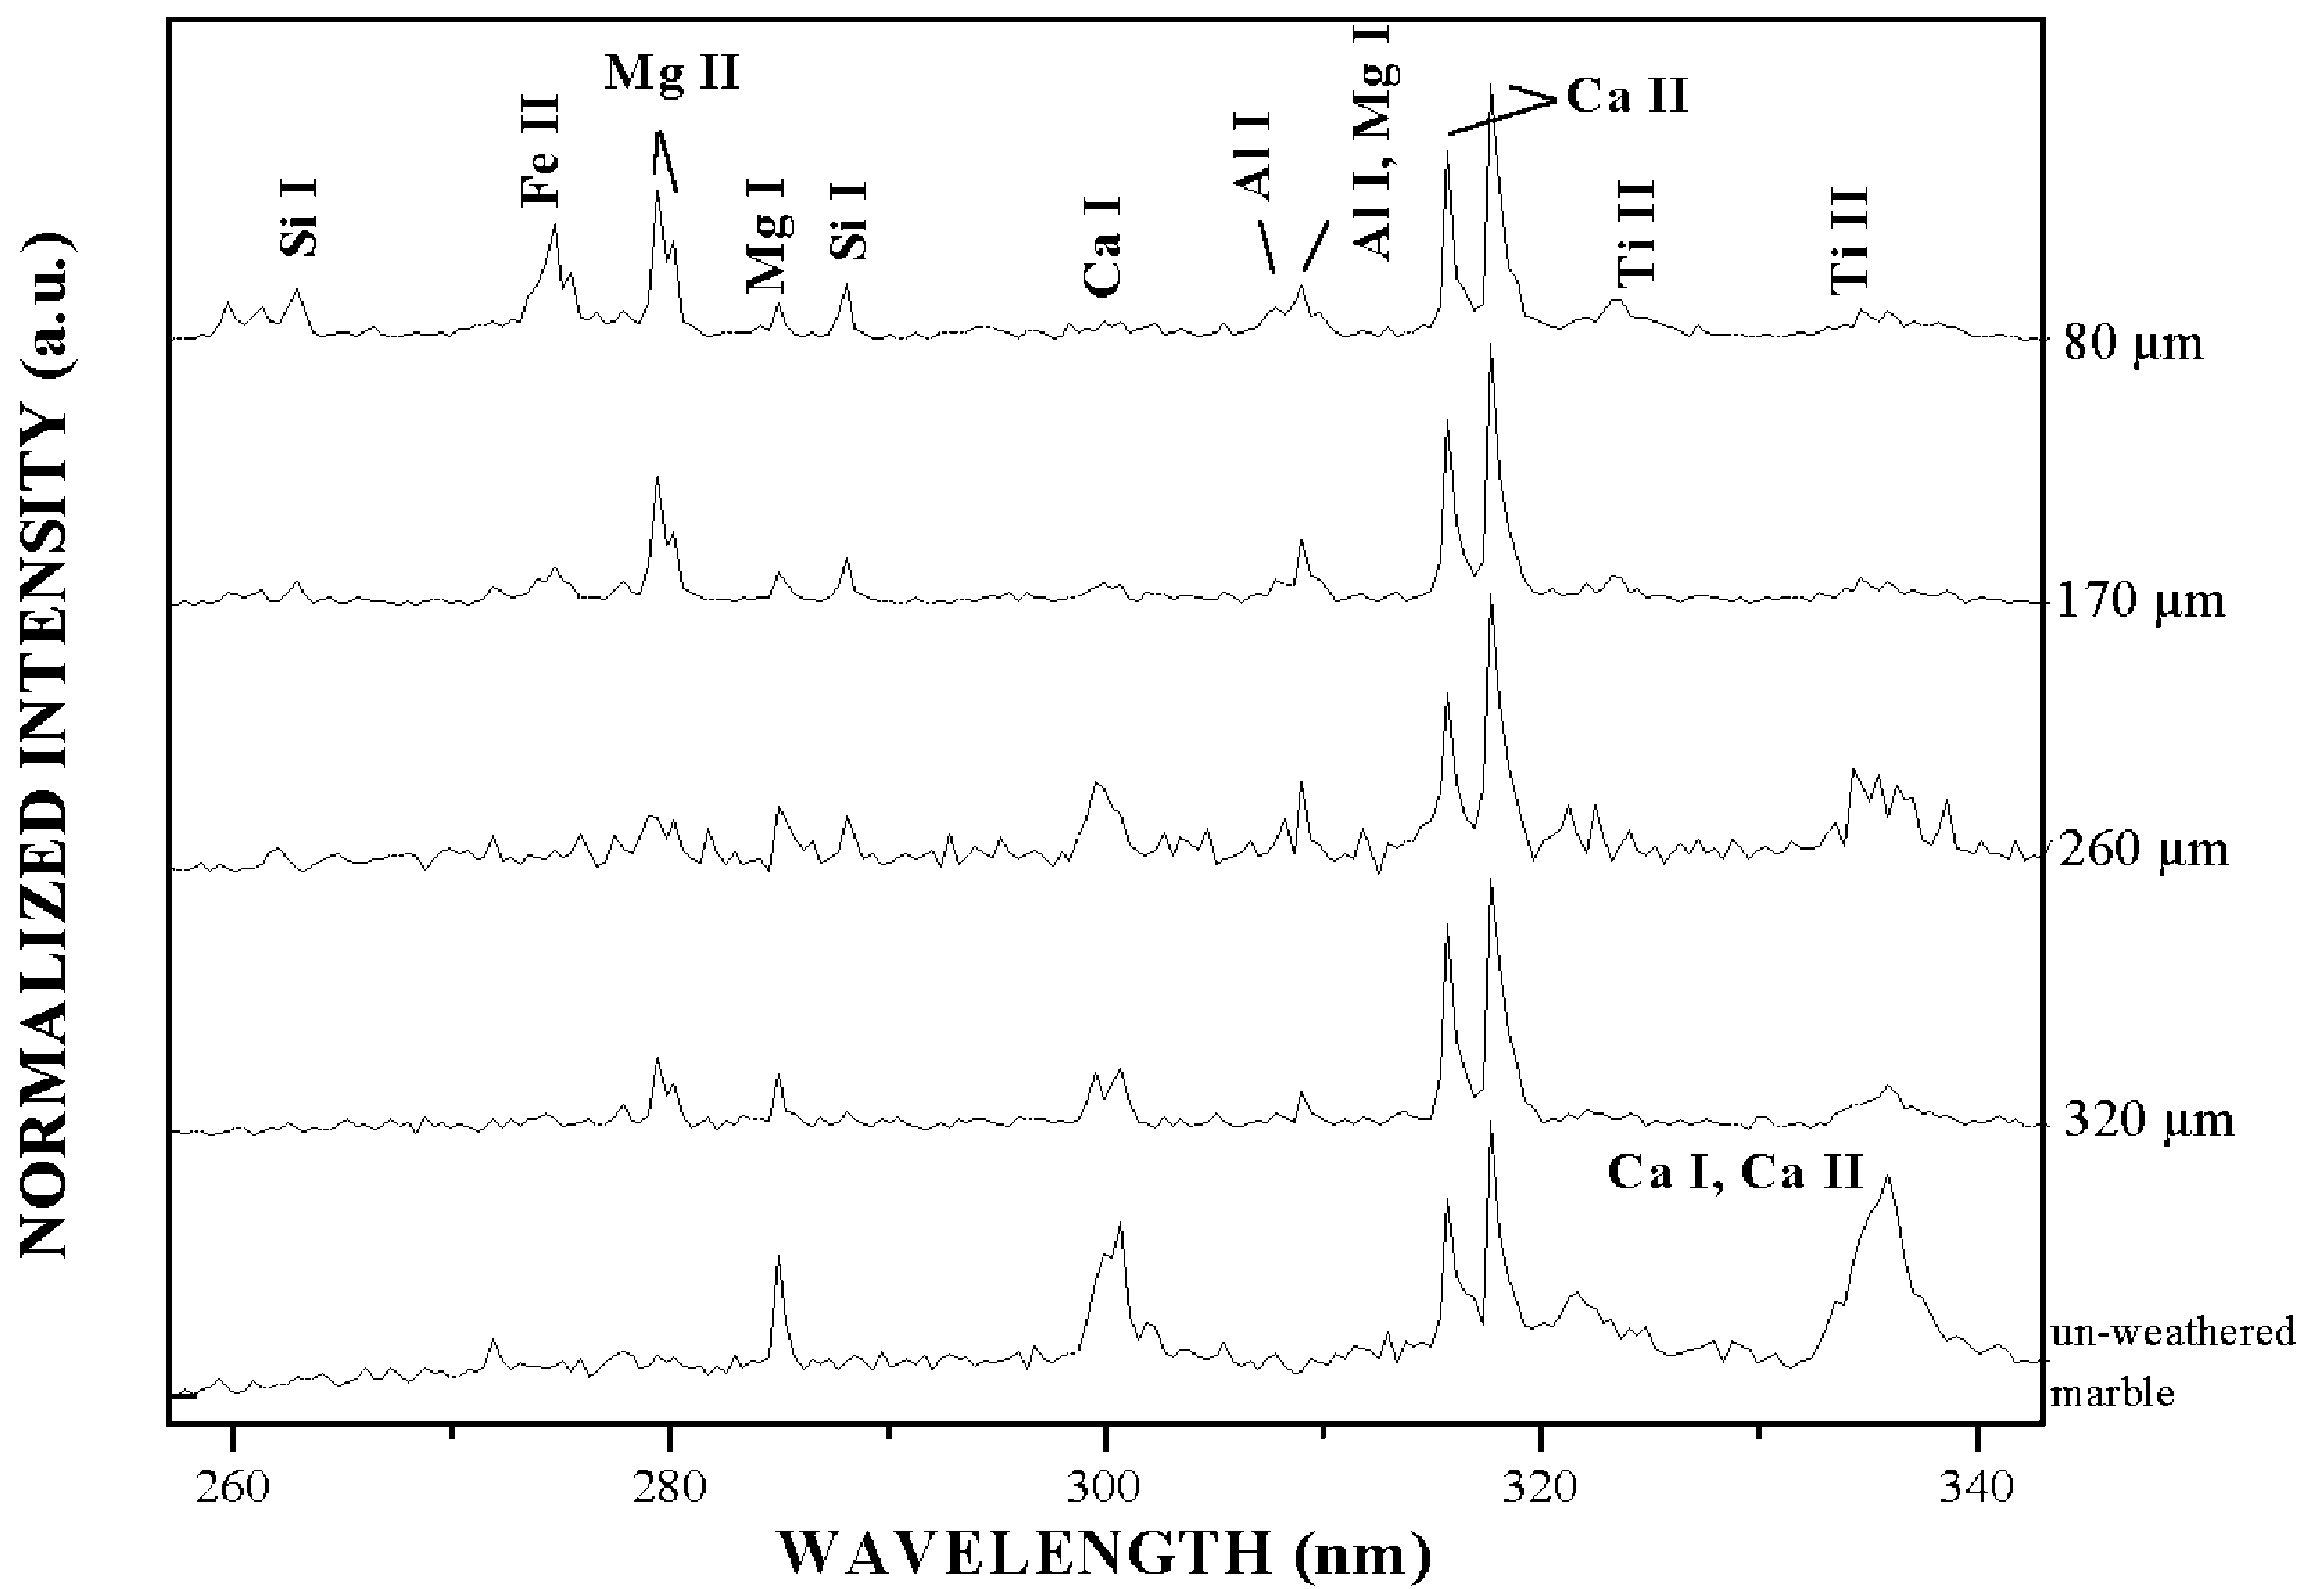 Mg II
Ca II
Si I
Fe II
Mg I
Si I
Ca I
Al I
Al I, Mg I
Ti II
Ti II
80 µm
170 µm
260 µm
320 µm
Ca I, Ca II
un-weathered
marble
NORMALIZED INTENSITY (a.u.)
260
280
300
320
340
WAVELENGTH (nm)